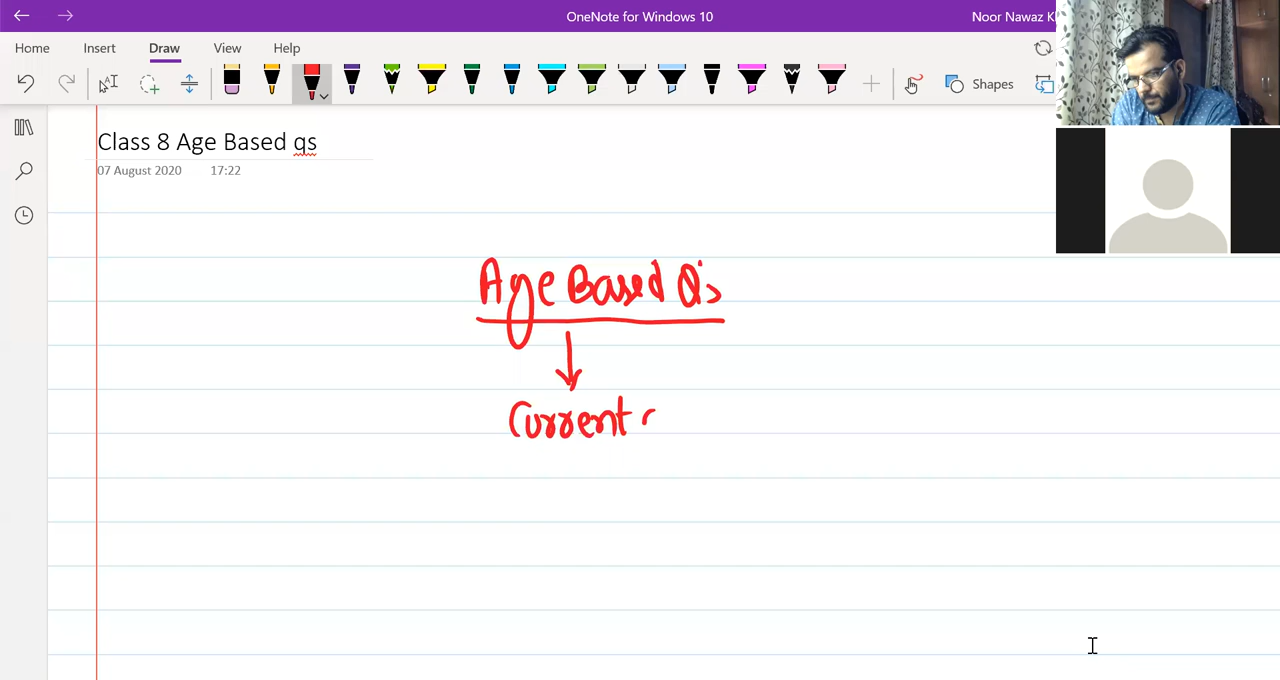 OneNote for Windows 10
Noor Nawaz K
Home Insert Draw View Help
Shapes
Class 8 Age Based qs
07 August 2020 17:22
Age Based Q's
Current